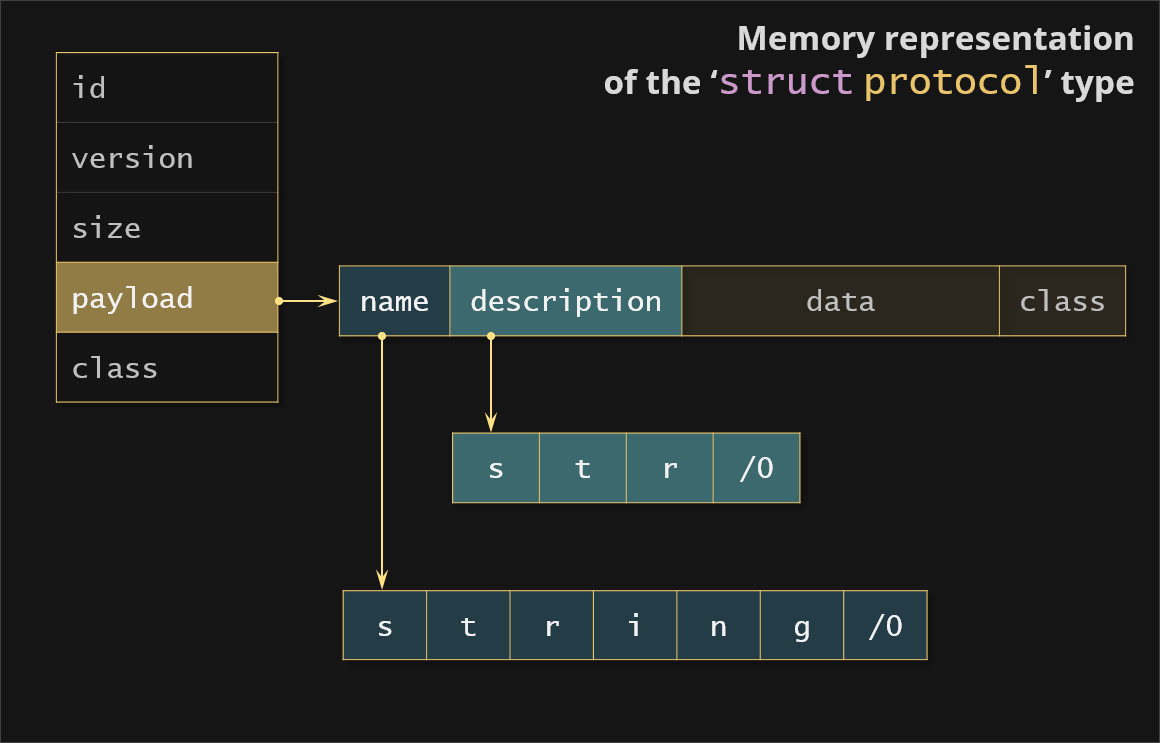 Memory representation
of the ‘struct protocol’ type
id
version
size
payload
class
name description data class
s t r /0
s t r i n g /0